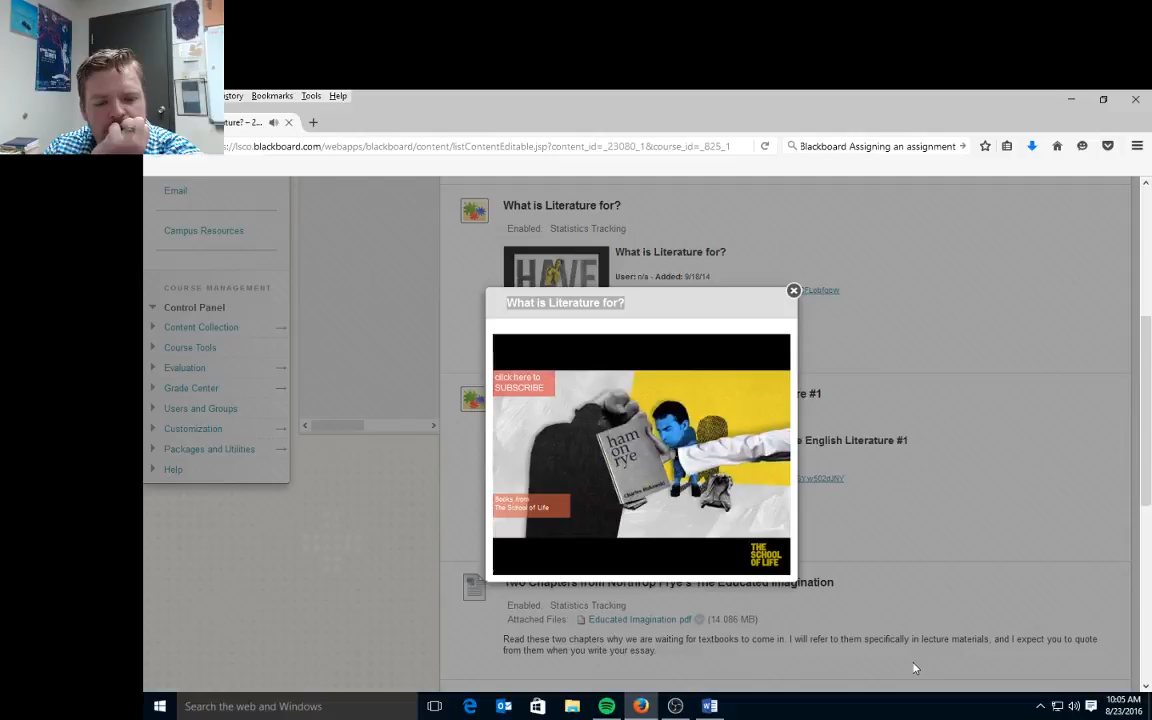 story Bookmarks Tools Help
ture? – 2...
://lsco.blackboard.com/webapps/blackboard/content/listContentEditable.jsp?content_id=_23080_1&course_id=_825_1
Blackboard Assigning an assignment
Email
Campus Resources
COURSE MANAGEMENT
Control Panel
Content Collection
Course Tools
Evaluation
Grade Center
Users and Groups
Customization
Packages and Utilities
Help
What is Literature for?
Enabled: Statistics Tracking
HAVE
What is Literature for?
User: n/a - Added: 9/18/14
What is Literature for?
click here to
SUBSCRIBE
ham
on
rye
Charles Bukowski
Books from
The School of Life
THE
SCHOOL
OF LIFE
re #1
e English Literature #1
Two Chapters from Northrop Frye's The Educated Imagination
Enabled: Statistics Tracking
Attached Files: Educated Imagination.pdf (14.086 MB)
Read these two chapters why we are waiting for textbooks to come in. I will refer to them specifically in lecture materials, and I expect you to quote
from them when you write your essay.
Search the web and Windows
10:05 AM
8/23/2016